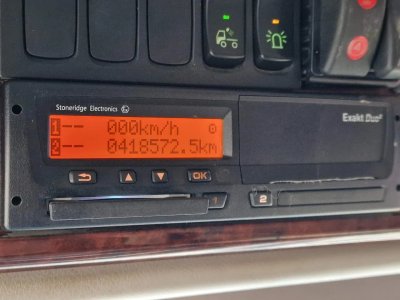 Stoneridge Electronics
Exakt Duo²
1-- 000km/h
2-- 0418572.5km
OK
1
2